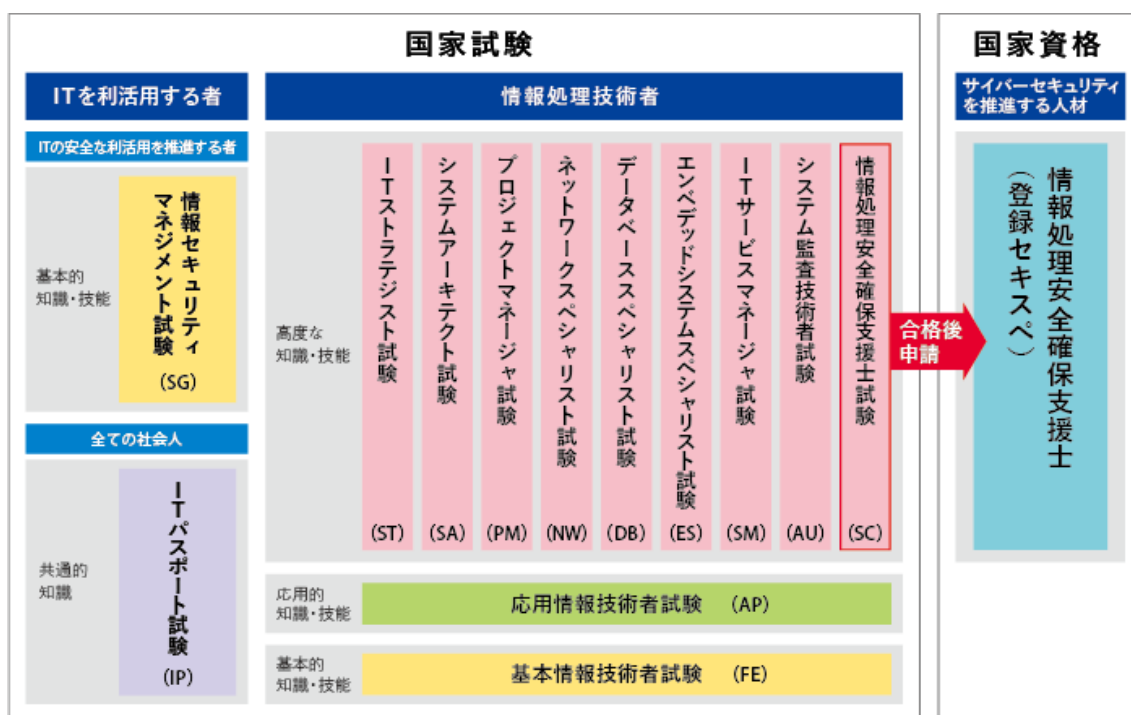 国家試験
ITを利活用する者
ITの安全な利活用を推進する者
基本的
知識・技能
情報セキュリティ
マネジメント試験
(SG)
全ての社会人
共通的
知識
ITパスポート試験
(IP)
情報処理技術者
高度な
知識・技能
ITストラテジスト試験
(ST)
システムアーキテクト試験
(SA)
プロジェクトマネージャ試験
(PM)
ネットワークスペシャリスト試験
(NW)
データベーススペシャリスト試験
(DB)
エンベデッドシステムスペシャリスト試験
(ES)
ITサービスマネージャ試験
(SM)
システム監査技術者試験
(AU)
情報処理安全確保支援士試験
(SC)
応用的
知識・技能
応用情報技術者試験 (AP)
基本的
知識・技能
基本情報技術者試験 (FE)
合格後
申請
国家資格
サイバーセキュリティ
を推進する人材
情報処理安全確保支援士
(登録セキスペ)